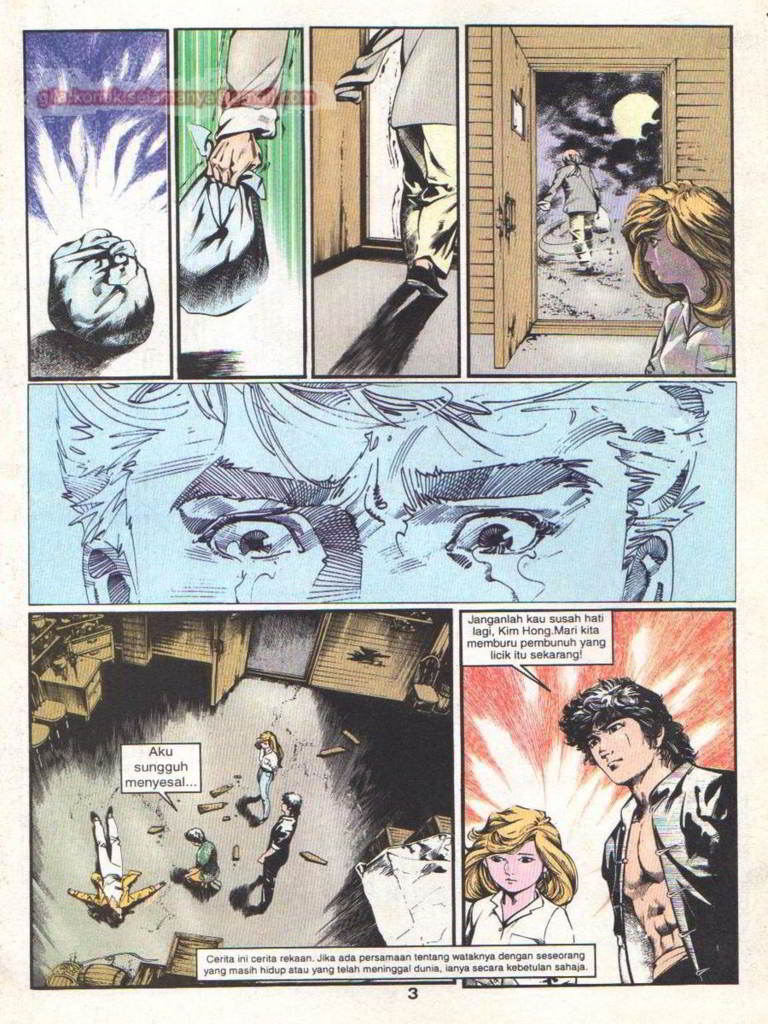 Aku
sungguh
menyesal...
Janganlah kau susah hati
lagi, Kim Hong.Mari kita
memburu pembunuh yang
licik itu sekarang!
Cerita ini cerita rekaan. Jika ada persamaan tentang wataknya dengan seseorang
yang masih hidup atau yang telah meninggal dunia, ianya secara kebetulan sahaja.
3